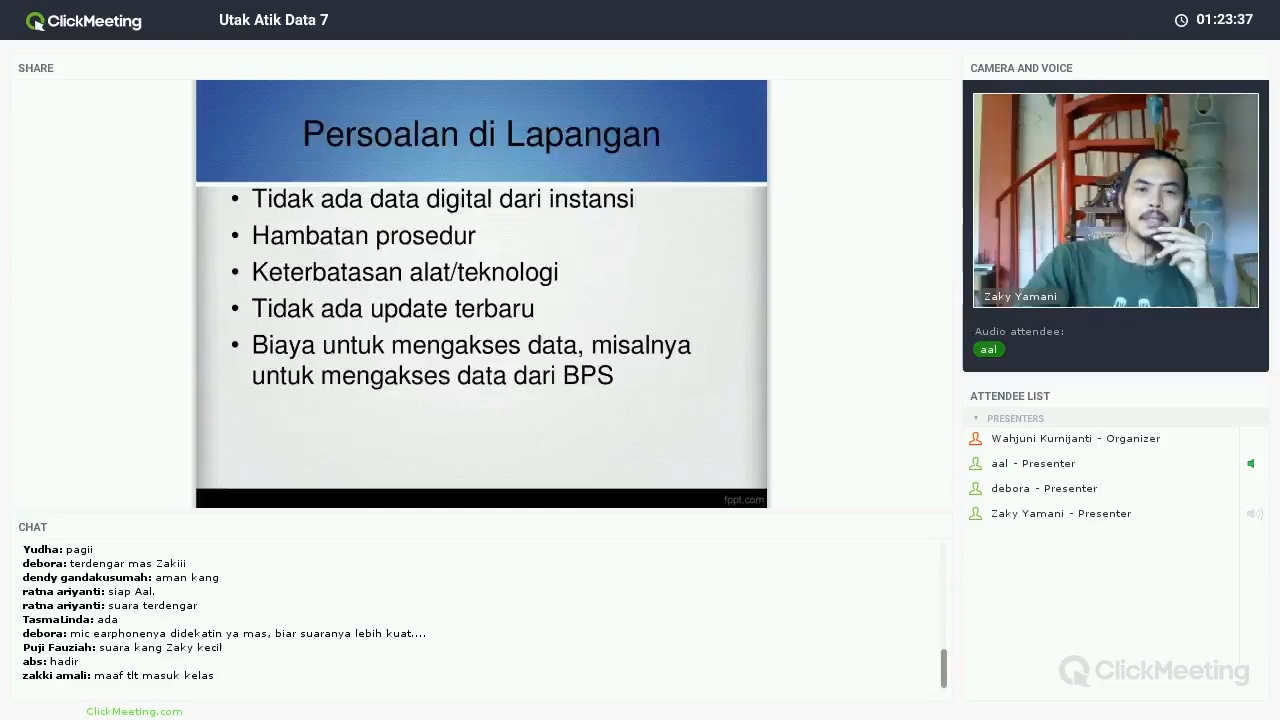 ClickMeeting
Utak Atik Data 7
01:23:37
SHARE
Persoalan di Lapangan
• Tidak ada data digital dari instansi
• Hambatan prosedur
• Keterbatasan alat/teknologi
• Tidak ada update terbaru
• Biaya untuk mengakses data, misalnya
untuk mengakses data dari BPS
fppt.com
CAMERA AND VOICE
Zaky Yamani
Audio attendee:
aal
ATTENDEE LIST
PRESENTERS
Wahjuni Kurnijanti - Organizer
aal - Presenter
debora - Presenter
Zaky Yamani - Presenter
CHAT
Yudha: pagii
debora: terdengar mas Zakiii
dendy gandakusumah: aman kang
ratna ariyanti: siap Aal.
ratna ariyanti: suara terdengar
TasmaLinda: ada
debora: mic earphonenya didekatin ya mas, biar suaranya lebih kuat....
Puji Fauziah: suara kang Zaky kecil
abs: hadir
zakki amali: maaf tlt masuk kelas
ClickMeeting
ClickMeeting.com